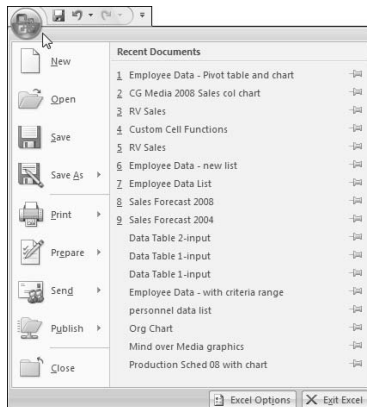 New
Open
Save
Save As
Print
Prepare
Send
Publish
Close
Recent Documents
1 Employee Data - Pivot table and chart
2 CG Media 2008 Sales col chart
3 RV Sales
4 Custom Cell Functions
5 RV Sales
6 Employee Data - new list
7 Employee Data List
8 Sales Forecast 2008
9 Sales Forecast 2004
Data Table 2-input
Data Table 1-input
Data Table 1-input
Employee Data - with criteria range
personnel data list
Org Chart
Mind over Media graphics
Production Sched 08 with chart
Excel Options
Exit Excel